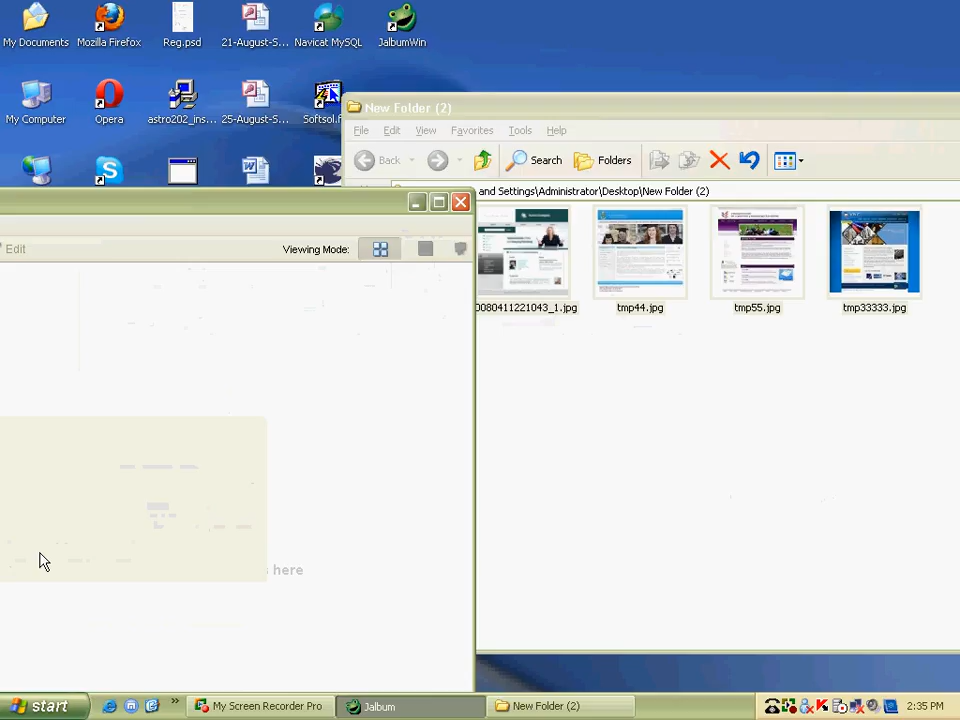 My Documents
Mozilla Firefox
Reg.psd
21-August-S...
Navicat MySQL
JalbumWin
My Computer
Opera
astro202_ins...
25-August-S...
Softsol.f
New Folder (2)
File Edit View Favorites Tools Help
Back Search Folders
and Settings\Administrator\Desktop\New Folder (2)
Edit
Viewing Mode:
0080411221043_1.jpg
tmp44.jpg
tmp55.jpg
tmp33333.jpg
here
start
My Screen Recorder Pro
Jalbum
New Folder (2)
2:35 PM